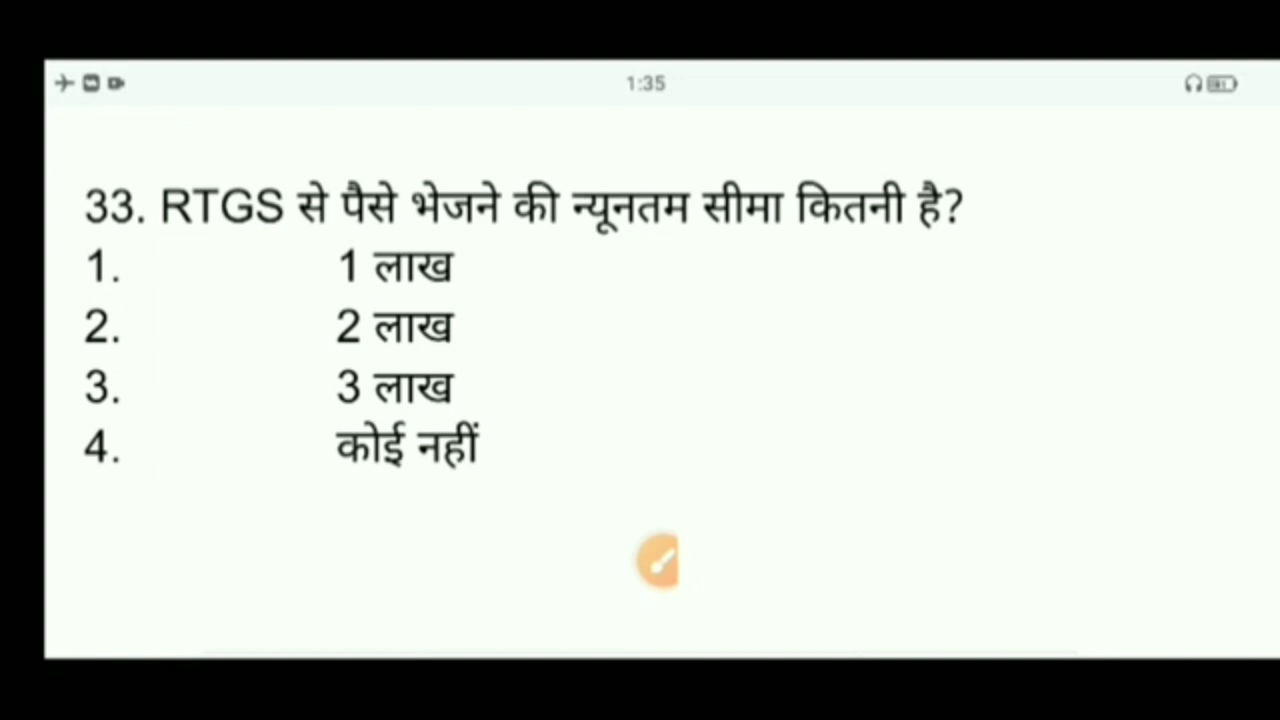 1:35
33. RTGS से पैसे भेजने की न्यूनतम सीमा कितनी है?
1. 1 लाख
2. 2 लाख
3. 3 लाख
4. कोई नहीं